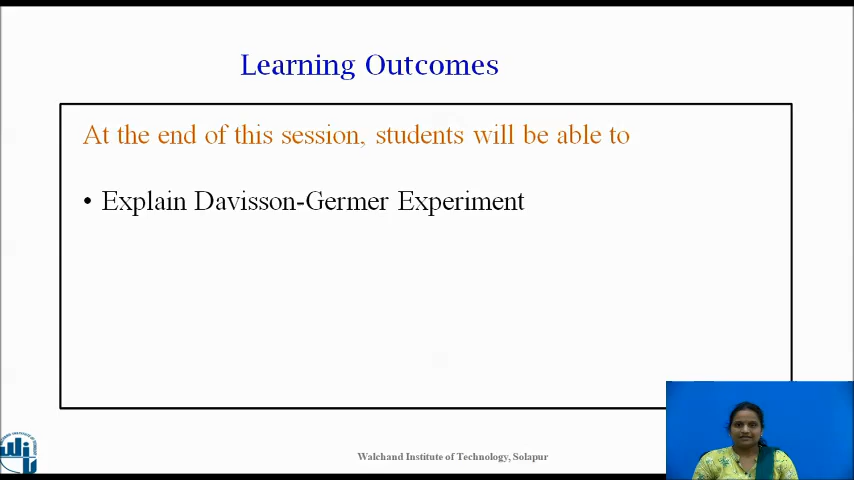 Learning Outcomes
At the end of this session, students will be able to
• Explain Davisson-Germer Experiment
Walchand Institute of Technology, Solapur